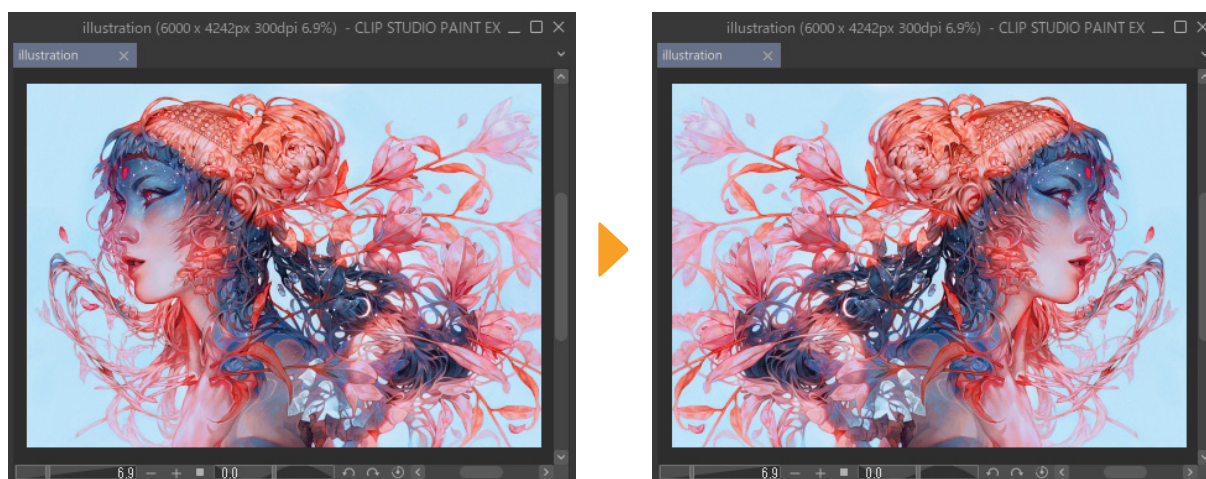 illustration (6000 x 4242px 300dpi 6.9%) - CLIP STUDIO PAINT EX
illustration
6.9
0.0
illustration (6000 x 4242px 300dpi 6.9%) - CLIP STUDIO PAINT EX
illustration
6.9
0.0